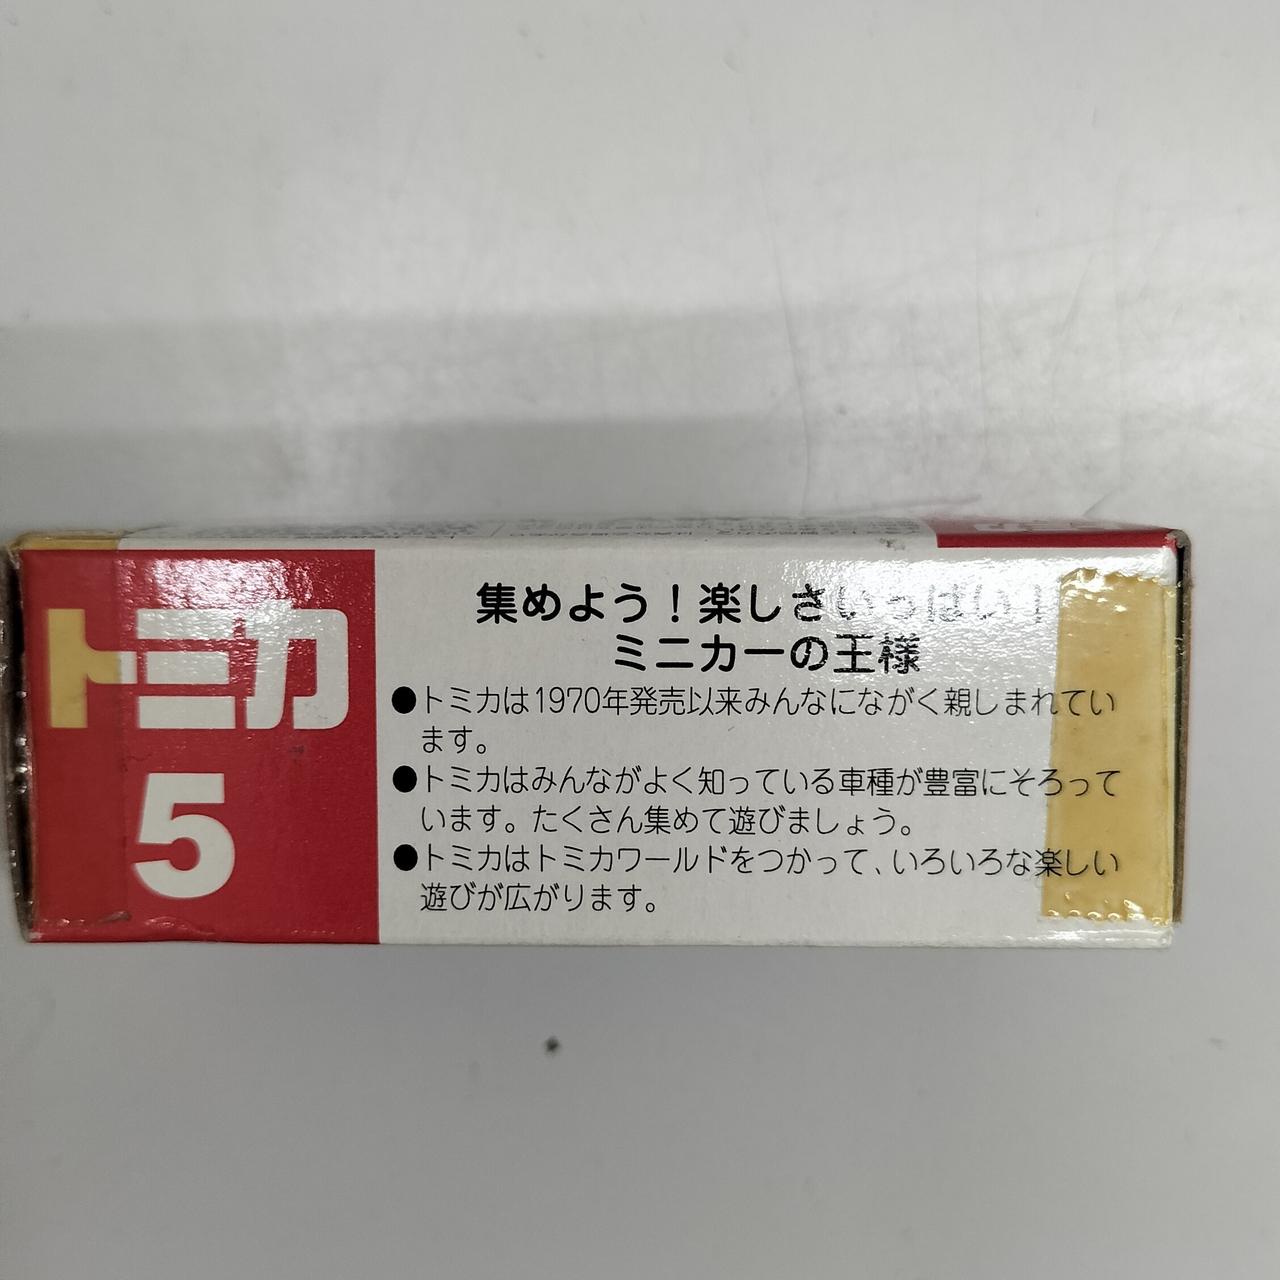 トミカ
5
集めよう！楽しさいっぱい！
ミニカーの王様
●トミカは1970年発売以来みんなにながく親しまれてい
ます。
●トミカはみんながよく知っている車種が豊富にそろって
います。たくさん集めて遊びましょう。
●トミカはトミカワールドをつかって、いろいろな楽しい
遊びが広がります。